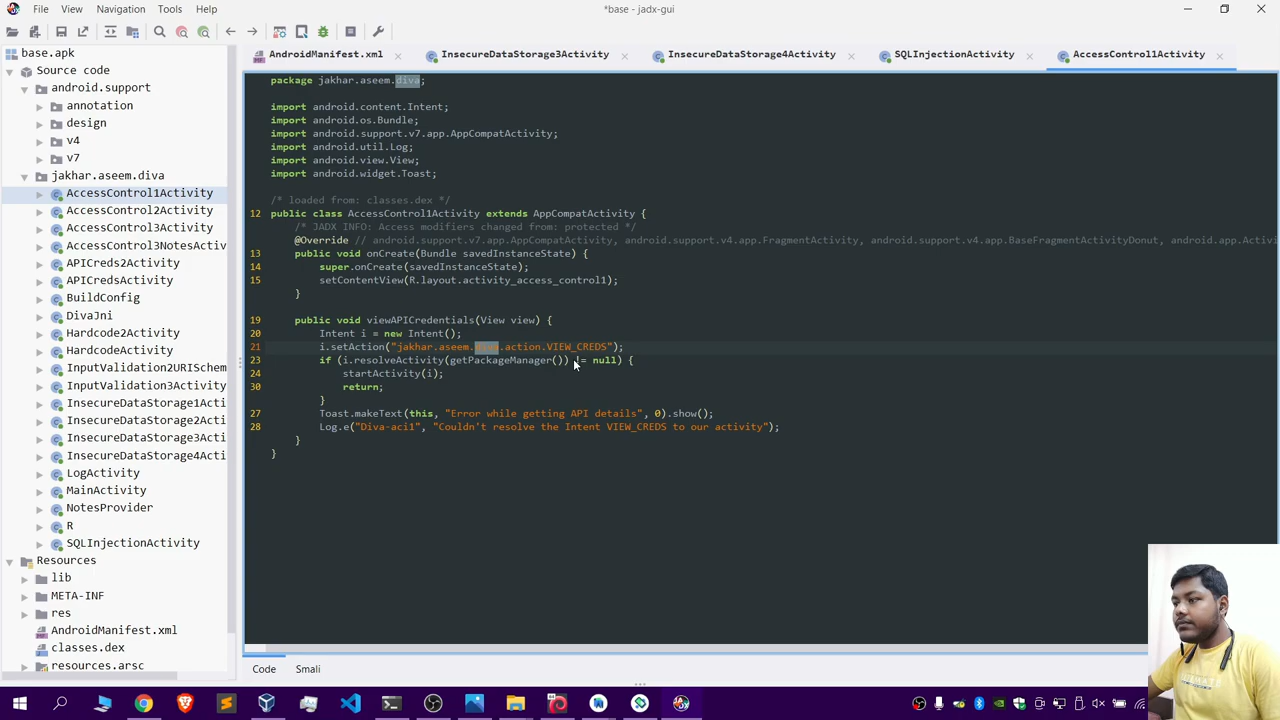 File View Navigation Tools Help
*base - jadx-gui
base.apk
Source code
android.support
annotation
design
v4
v7
jakhar.aseem.diva
AccessControl1Activity
AccessControl2Activity
AccessControl3Activity
AccessControl3NotesActiv
APICreds2Activity
APICredsActivity
BuildConfig
DivaJni
Hardcode2Activity
HardcodeActivity
InputValidation2URISchem
InputValidation3Activity
InsecureDataStorage1Acti
InsecureDataStorage2Acti
InsecureDataStorage3Acti
InsecureDataStorage4Acti
LogActivity
MainActivity
NotesProvider
R
SQLInjectionActivity
Resources
lib
META-INF
res
AndroidManifest.xml
classes.dex
resources.arsc
AndroidManifest.xml InsecureDataStorage3Activity InsecureDataStorage4Activity SQLInjectionActivity AccessControl1Activity
package jakhar.aseem.diva;
import android.content.Intent;
import android.os.Bundle;
import android.support.v7.app.AppCompatActivity;
import android.util.Log;
import android.view.View;
import android.widget.Toast;
/* loaded from: classes.dex */
12 public class AccessControl1Activity extends AppCompatActivity {
/* JADX INFO: Access modifiers changed from: protected */
@Override // android.support.v7.app.AppCompatActivity, android.support.v4.app.FragmentActivity, android.support.v4.app.BaseFragmentActivityDonut, android.app.Activi
13 public void onCreate(Bundle savedInstanceState) {
14 super.onCreate(savedInstanceState);
15 setContentView(R.layout.activity_access_control1);
}
19 public void viewAPICredentials(View view) {
20 Intent i = new Intent();
21 i.setAction("jakhar.aseem.diva.action.VIEW_CREDS");
23 if (i.resolveActivity(getPackageManager()) != null) {
24 startActivity(i);
30 return;
}
27 Toast.makeText(this, "Error while getting API details", 0).show();
28 Log.e("Diva-aci1", "Couldn't resolve the Intent VIEW_CREDS to our activity");
}
}
Code Smali
ENG